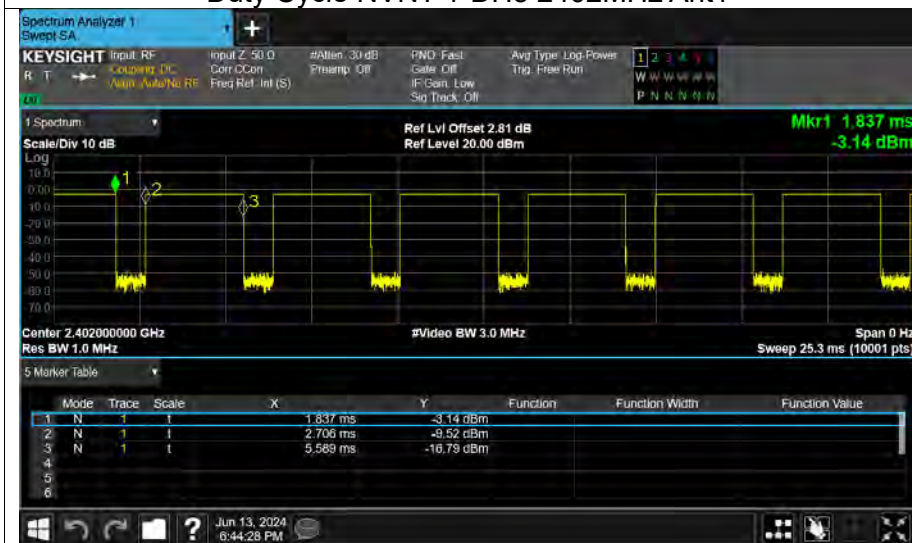 Duty Cycle NVNT 1-DH5 2402MHz Ant1
Spectrum Analyzer 1
Swept SA
+
KEYSIGHT Input: RF Input Z: 50 Ω #Atten: 30 dB PNO: Fast Avg Type: Log-Power 1 2 3 4 5 6
R T Coupling: DC Corr CCorr Preamp: Off Gate: Off Trig: Free Run W W W W W W
Align: Auto/No RF Freq Ref: Int (S) IF Gain: Low
Sig Track: Off P N N N N N
1 Spectrum Ref Lvl Offset 2.81 dB Mkr1 1.837 ms
Scale/Div 10 dB Ref Level 20.00 dBm -3.14 dBm
Log
10.0
0.00
-10.0
-20.0
-30.0
-40.0
-50.0
-60.0
-70.0
1
2
3
Center 2.402000000 GHz #Video BW 3.0 MHz Span 0 Hz
Res BW 1.0 MHz Sweep 25.3 ms (10001 pts)
5 Marker Table
Mode Trace Scale X Y Function Function Width Function Value
1 N 1 t 1.837 ms -3.14 dBm
2 N 1 t 2.706 ms -9.52 dBm
3 N 1 t 5.589 ms -16.79 dBm
4
5
6
? Jun 13, 2024
6:44:28 PM